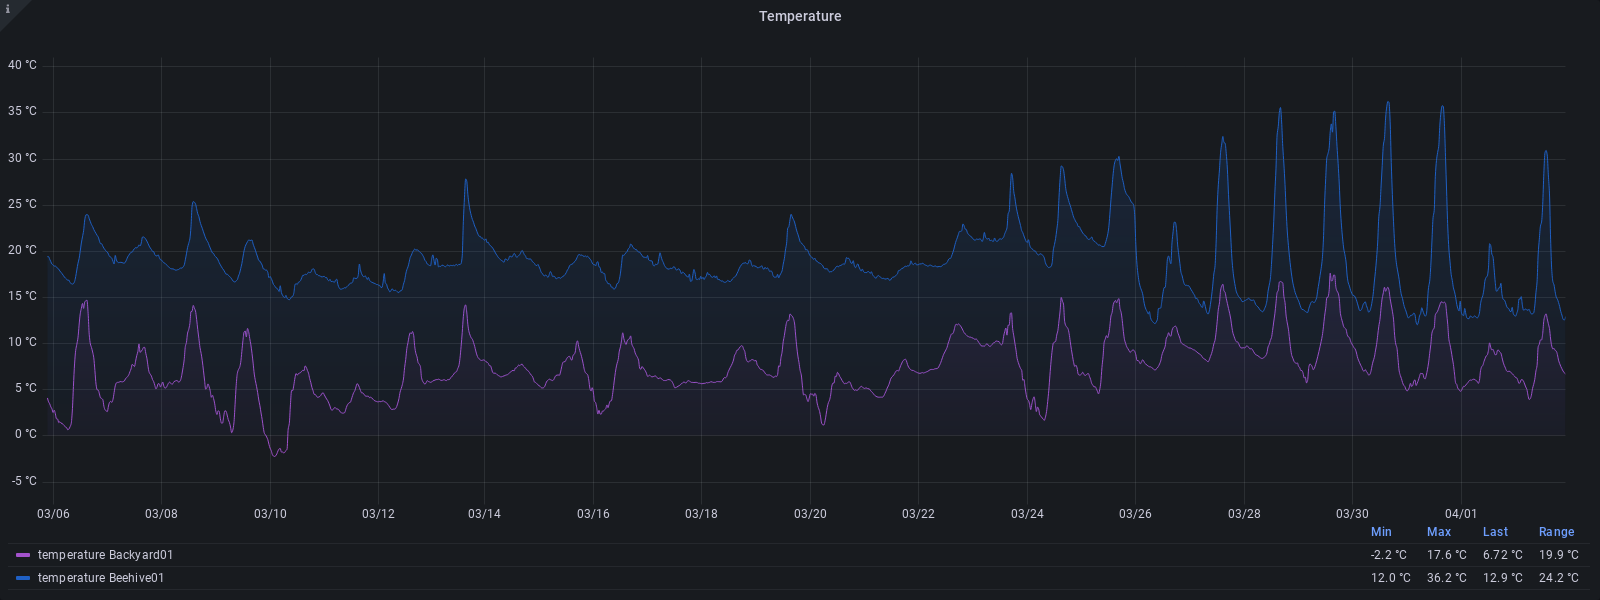 i
Temperature
40 °C
35 °C
30 °C
25 °C
20 °C
15 °C
10 °C
5 °C
0 °C
-5 °C
03/06 03/08 03/10 03/12 03/14 03/16 03/18 03/20 03/22 03/24 03/26 03/28 03/30 04/01
Min Max Last Range
temperature Backyard01 -2.2 °C 17.6 °C 6.72 °C 19.9 °C
temperature Beehive01 12.0 °C 36.2 °C 12.9 °C 24.2 °C